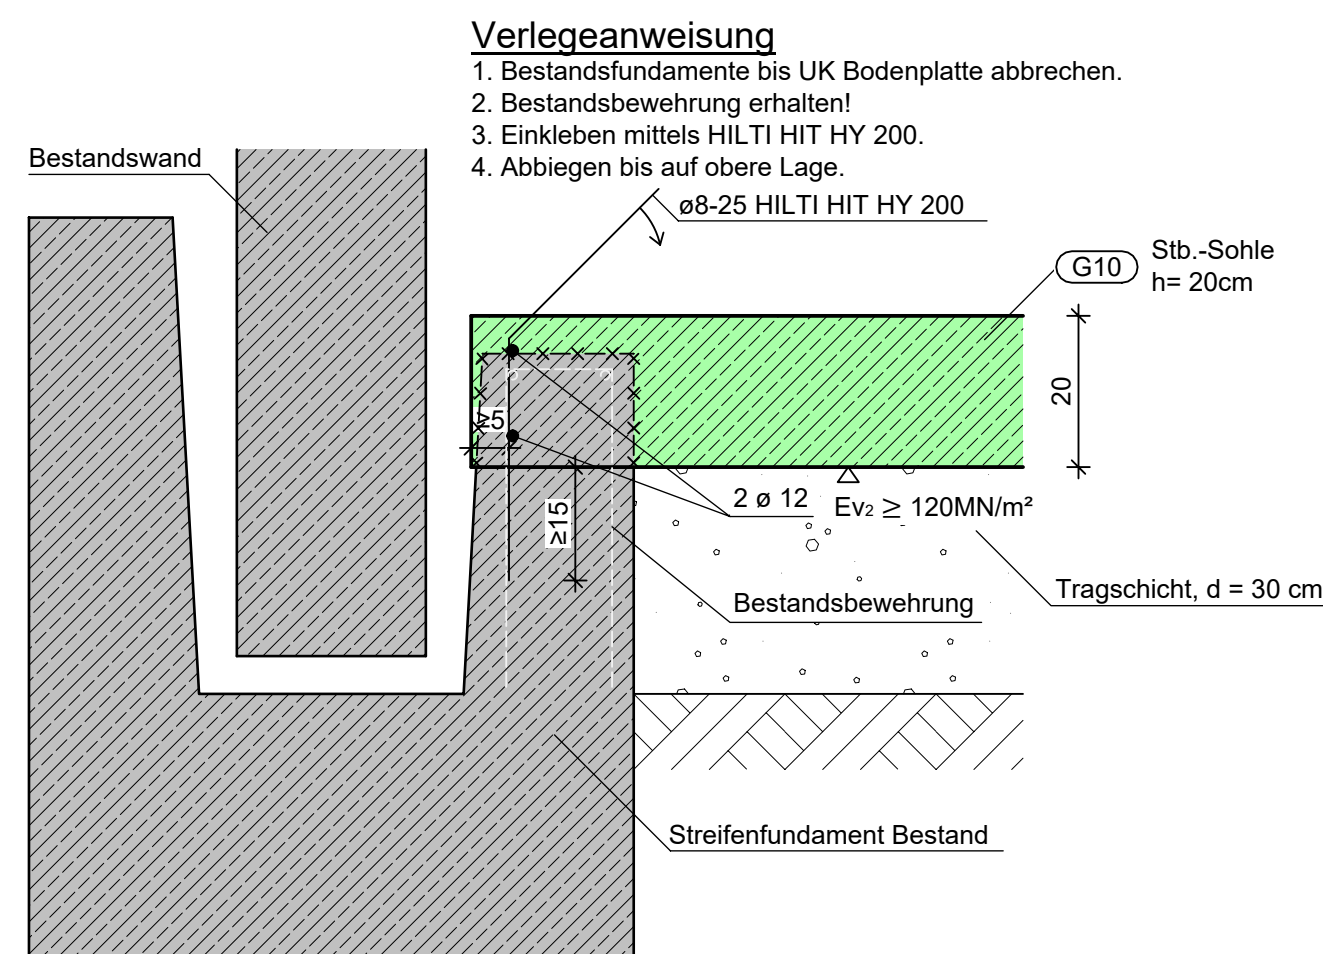 Verlegeanweisung
1. Bestandsfundamente bis UK Bodenplatte abbrechen.
2. Bestandsbewehrung erhalten!
3. Einkleben mittels HILTI HIT HY 200.
4. Abbiegen bis auf obere Lage.
Bestandswand
ø8-25 HILTI HIT HY 200
G10
Stb.-Sohle
h= 20cm
20
≥5
2 ø 12
Ev₂ ≥ 120MN/m²
≥15
Tragschicht, d = 30 cm
Bestandsbewehrung
Streifenfundament Bestand